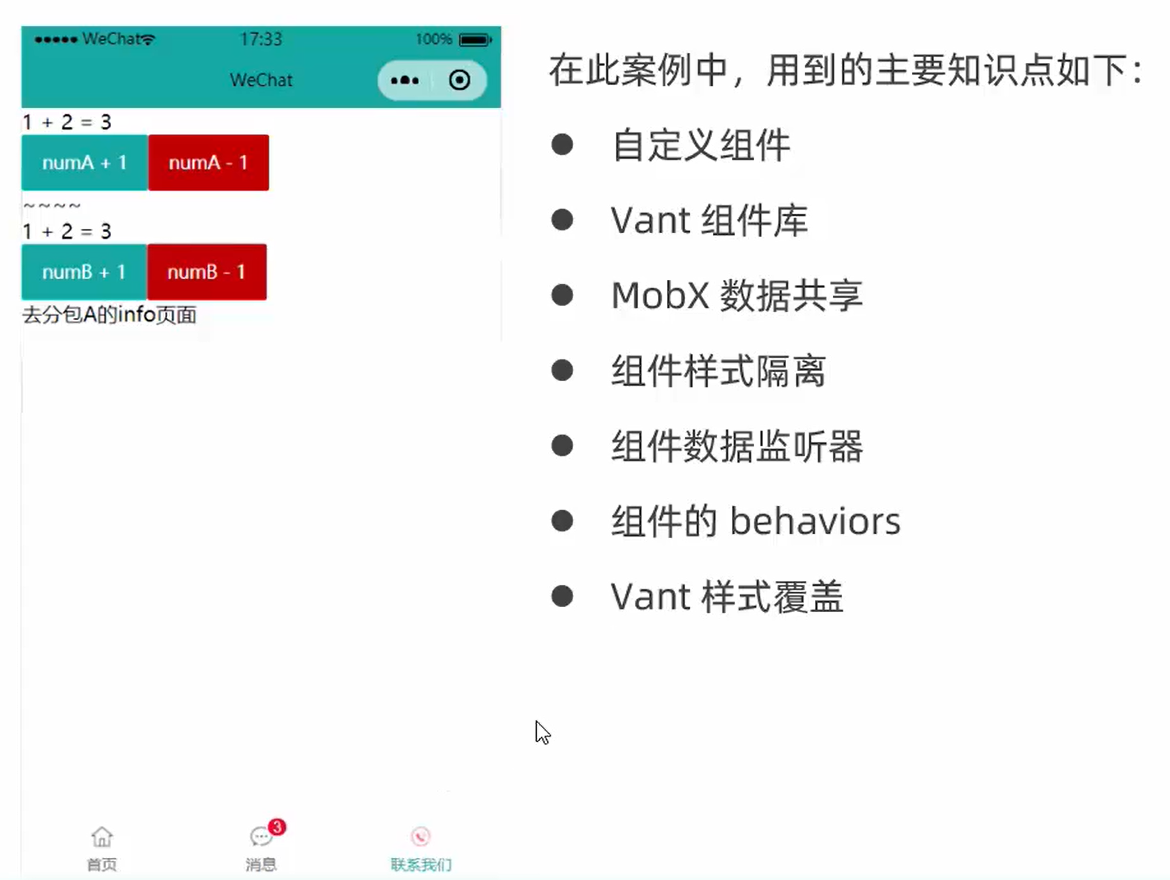 WeChat 17:33 100%
WeChat
1 + 2 = 3
numA + 1 numA - 1
~~~~
1 + 2 = 3
numB + 1 numB - 1
去分包A的info页面
3
首页 消息 联系我们
在此案例中，用到的主要知识点如下：
● 自定义组件
● Vant 组件库
● MobX 数据共享
● 组件样式隔离
● 组件数据监听器
● 组件的 behaviors
● Vant 样式覆盖